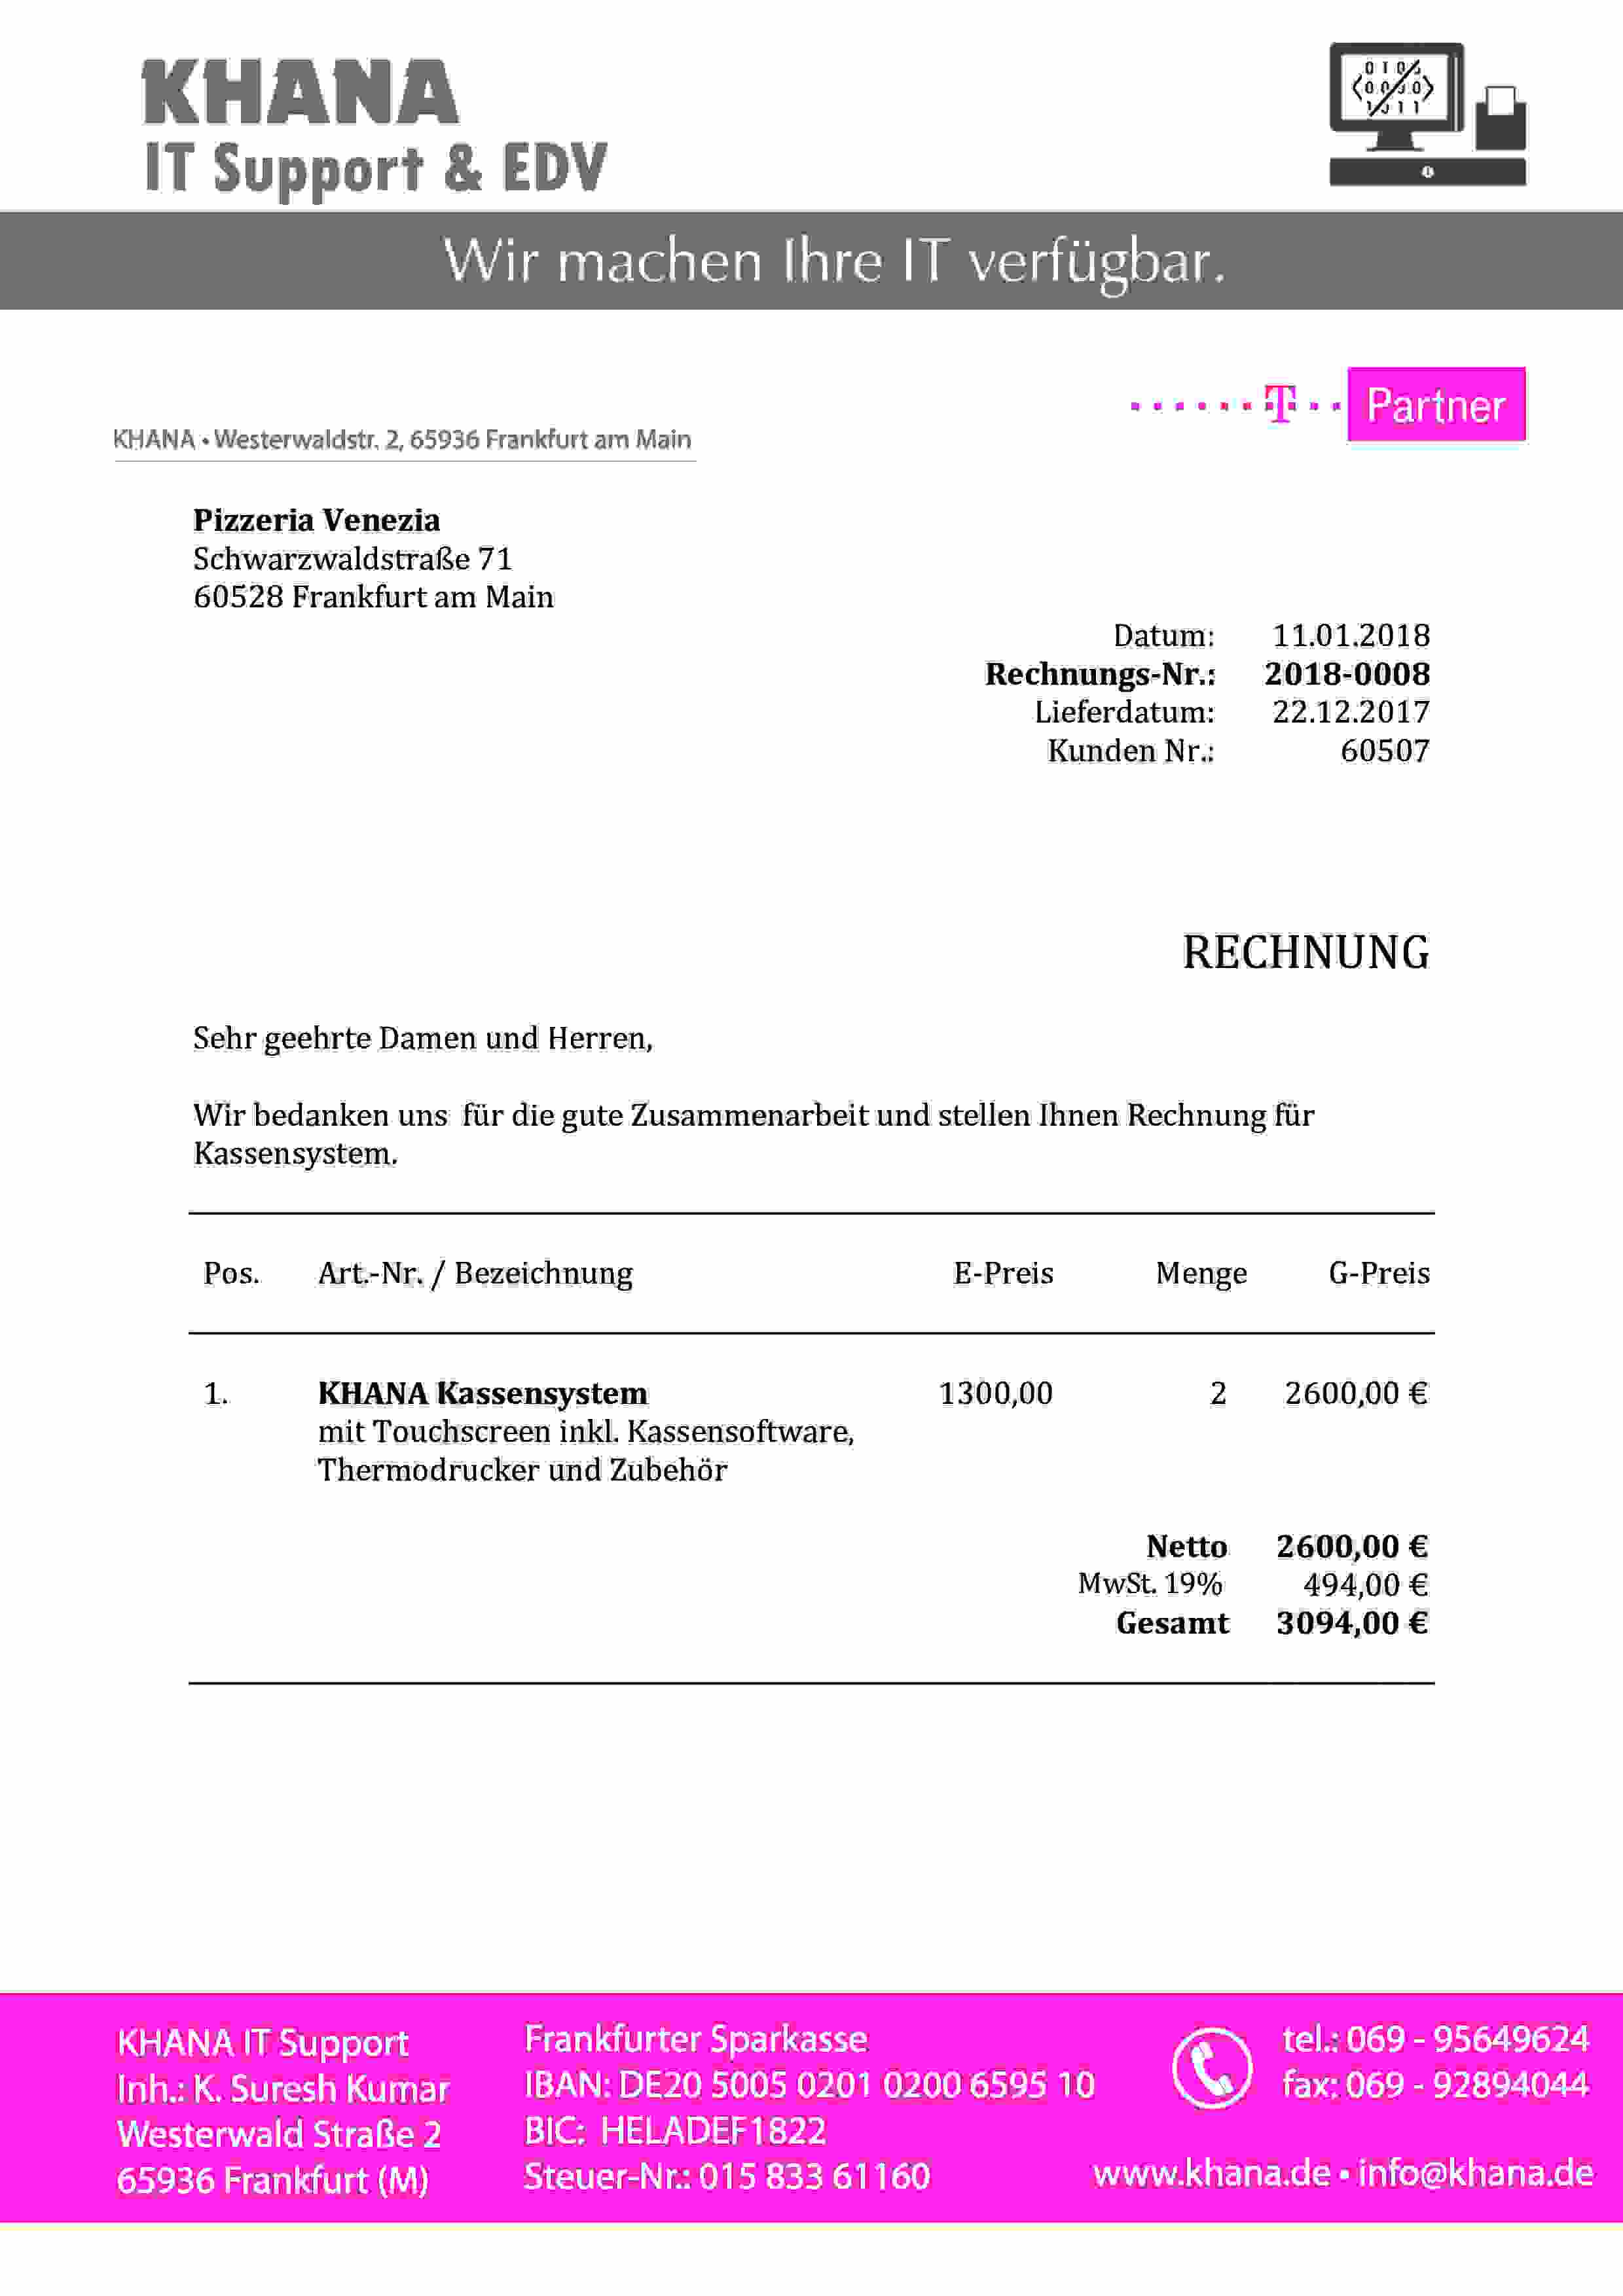 KHANA
IT Support & EDV
Wir machen Ihre IT verfügbar.
T Partner
KHANA • Westerwaldstr. 2, 65936 Frankfurt am Main
Pizzeria Venezia
Schwarzwaldstraße 71
60528 Frankfurt am Main
Datum: 11.01.2018
Rechnungs-Nr.: 2018-0008
Lieferdatum: 22.12.2017
Kunden Nr.: 60507
RECHNUNG
Sehr geehrte Damen und Herren,
Wir bedanken uns für die gute Zusammenarbeit und stellen Ihnen Rechnung für
Kassensystem.
Pos. Art.-Nr. / Bezeichnung E-Preis Menge G-Preis
1. KHANA Kassensystem 1300,00 2 2600,00 €
mit Touchscreen inkl. Kassensoftware,
Thermodrucker und Zubehör
Netto 2600,00 €
MwSt. 19% 494,00 €
Gesamt 3094,00 €
KHANA IT Support
Inh.: K. Suresh Kumar
Westerwald Straße 2
65936 Frankfurt (M)
Frankfurter Sparkasse
IBAN: DE20 5005 0201 0200 6595 10
BIC: HELADEF1822
Steuer-Nr.: 015 833 61160
tel.: 069 - 95649624
fax: 069 - 92894044
www.khana.de • info@khana.de